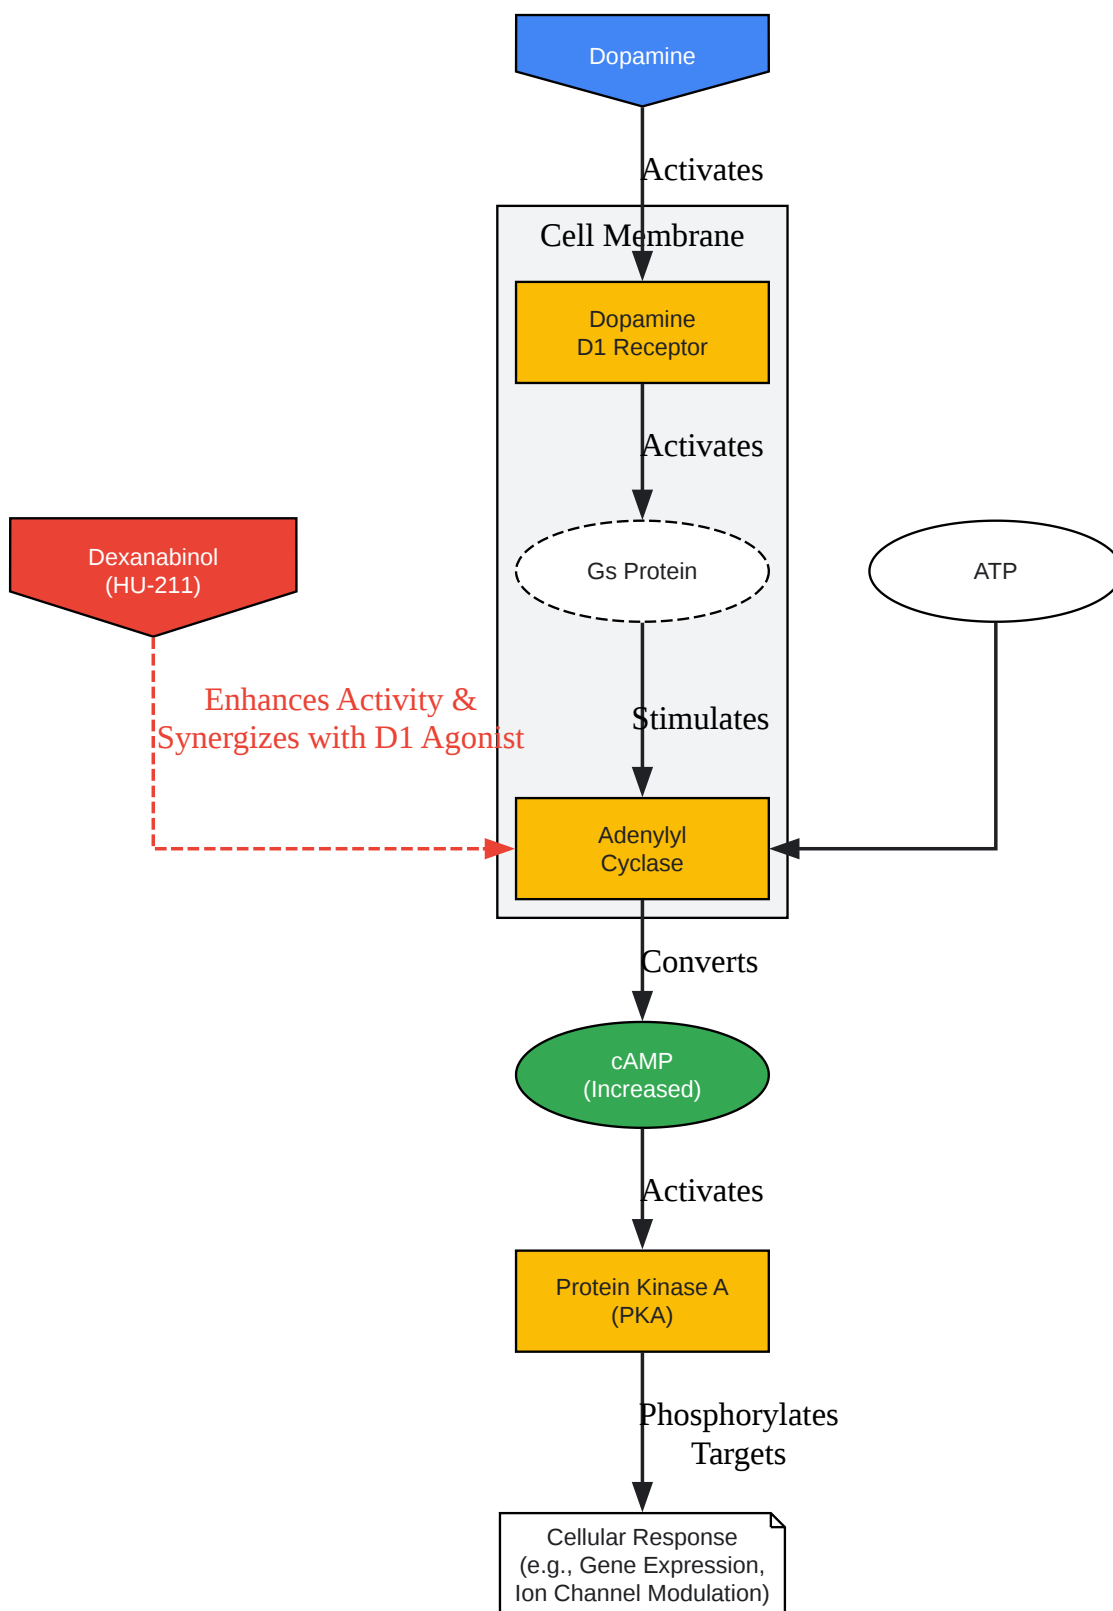 Dopamine
Activates
Cell Membrane
Dopamine
D1 Receptor
Activates
Dexanabinol
(HU-211)
Gs Protein
ATP
Enhances Activity &
Synergizes with D1 Agonist
Stimulates
Adenylyl
Cyclase
Converts
cAMP
(Increased)
Activates
Protein Kinase A
(PKA)
Phosphorylates
Targets
Cellular Response
(e.g., Gene Expression,
Ion Channel Modulation)